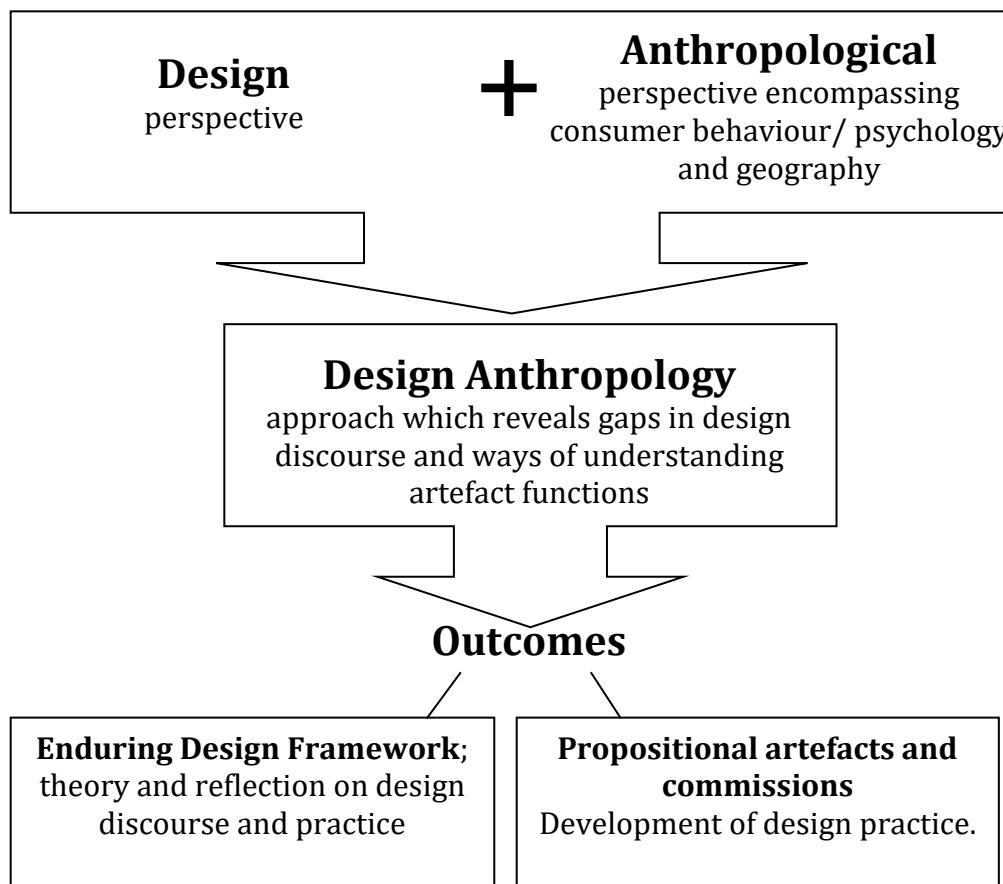 Design
perspective
+
Anthropological
perspective encompassing
consumer behaviour/ psychology
and geography
Design Anthropology
approach which reveals gaps in design
discourse and ways of understanding
artefact functions
Outcomes
Enduring Design Framework;
theory and reflection on design
discourse and practice
Propositional artefacts and
commissions
Development of design practice.